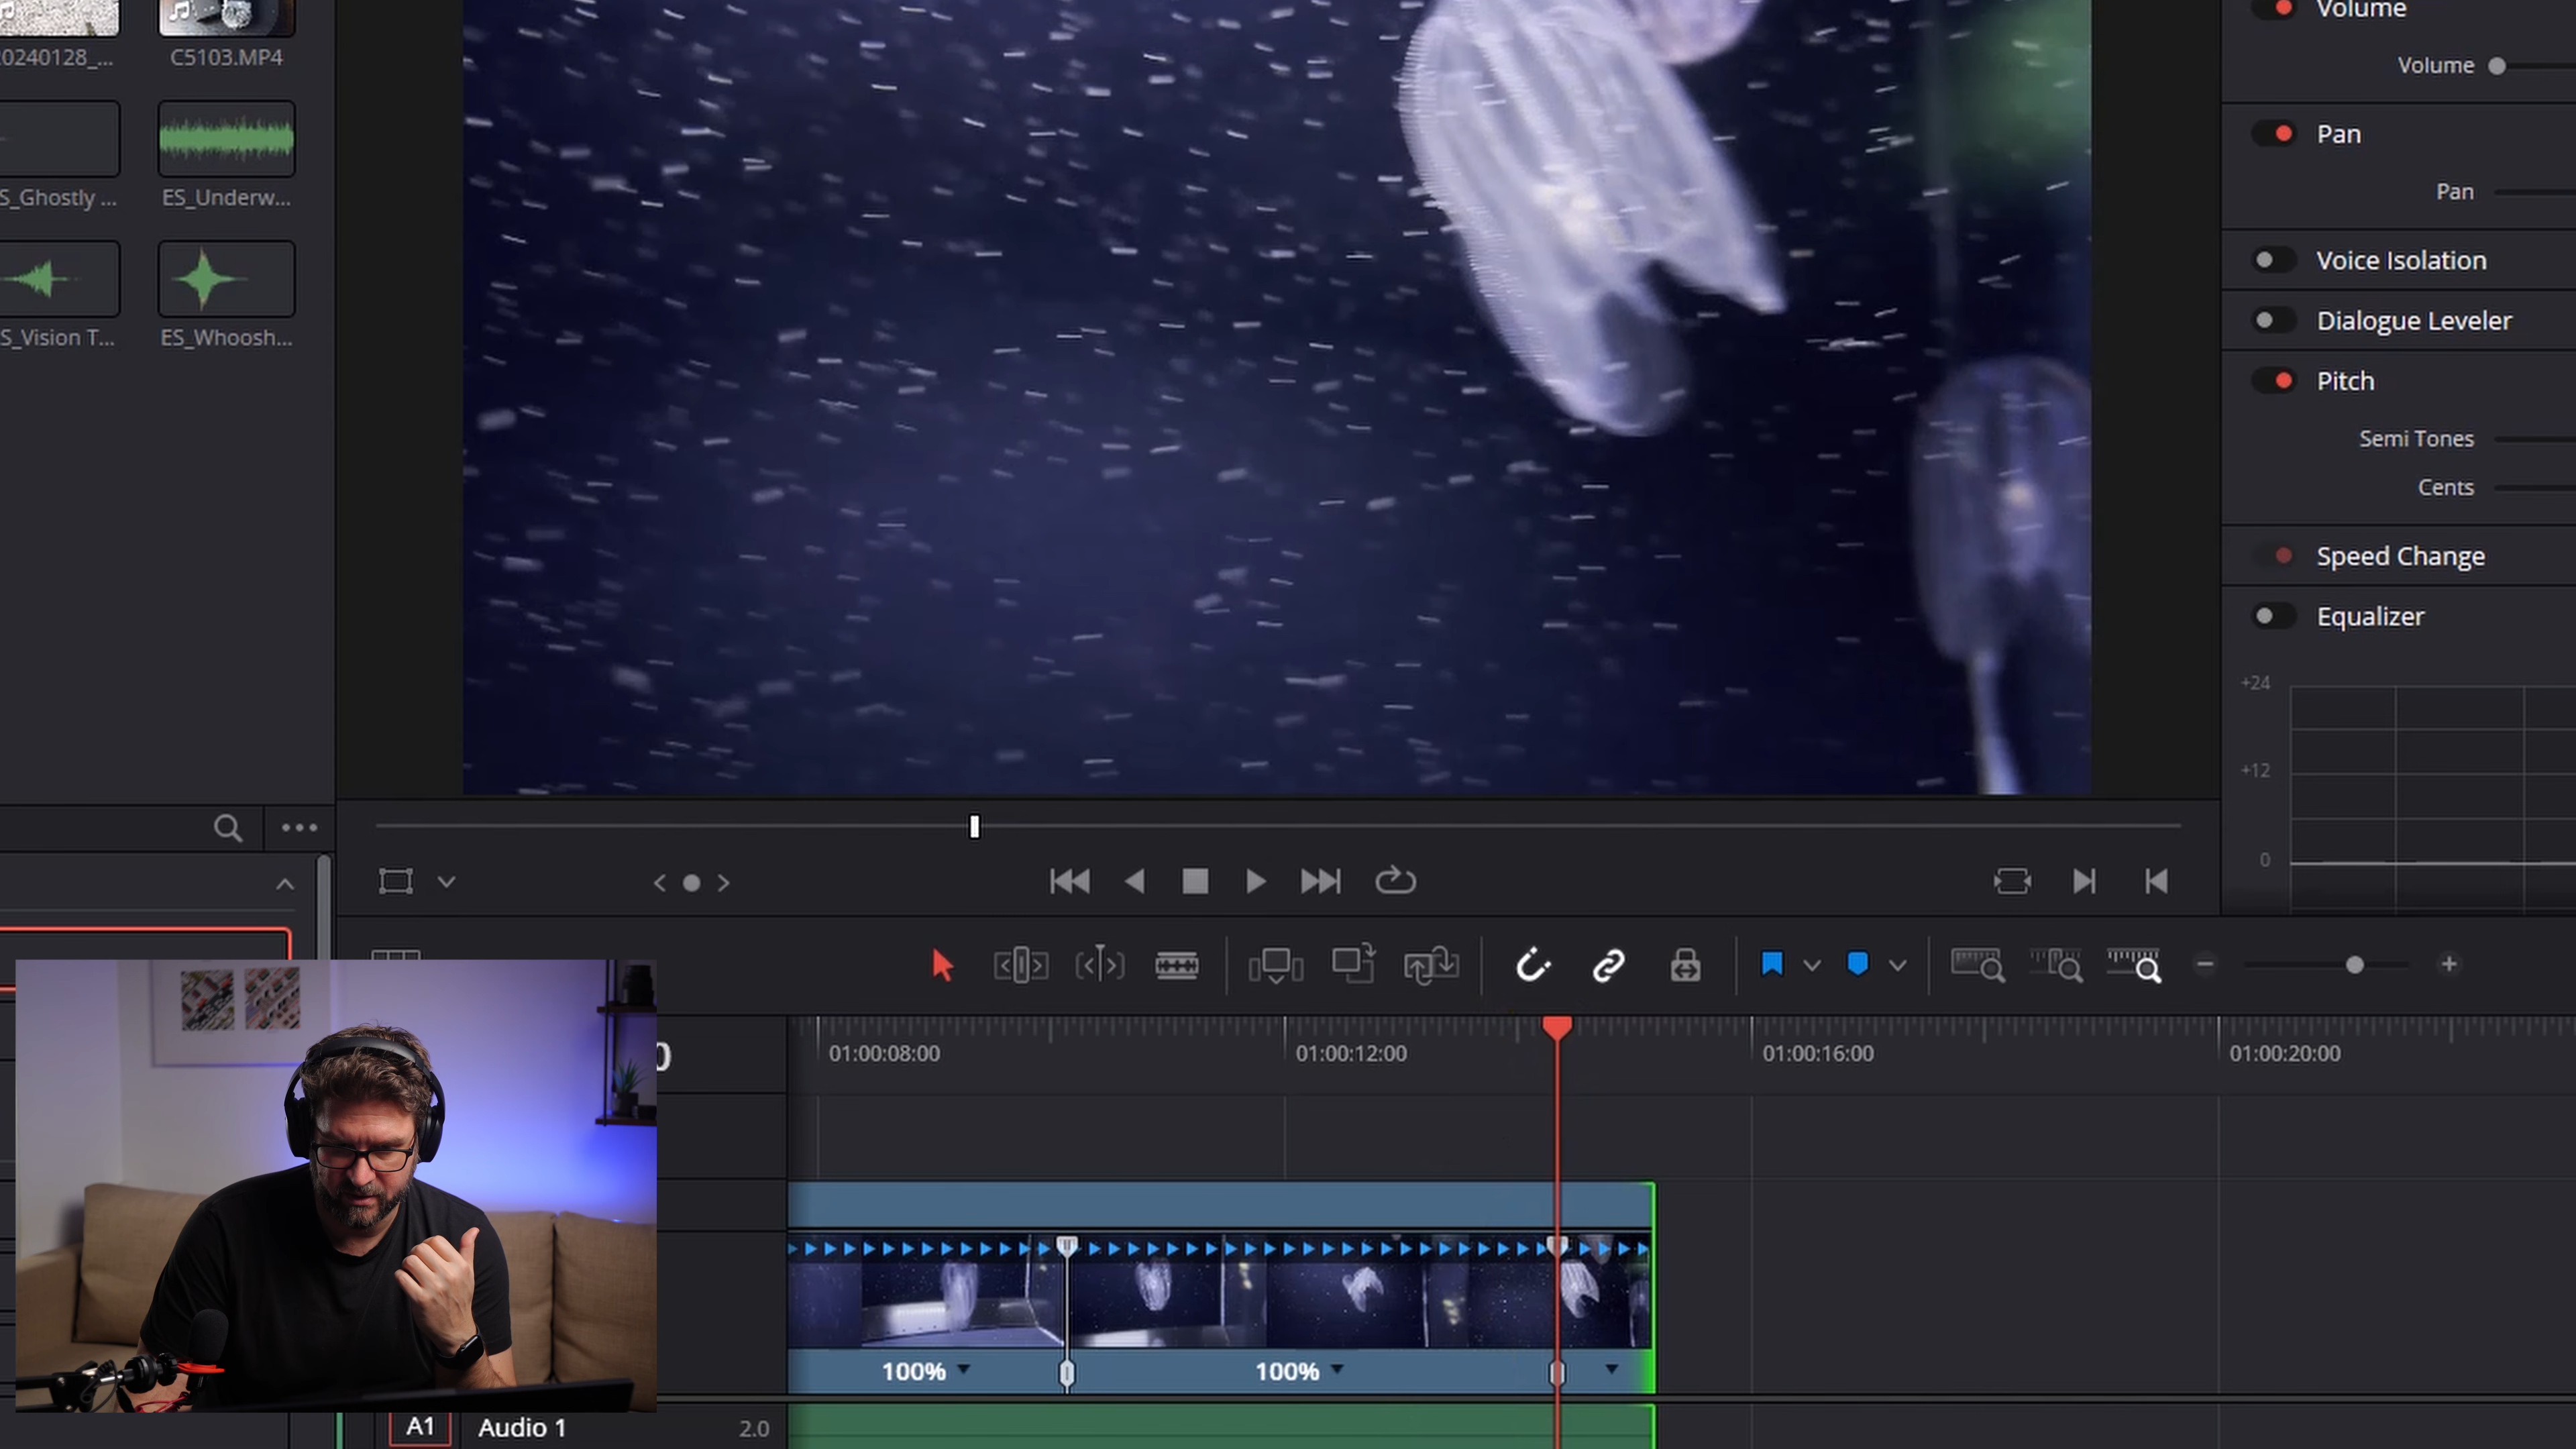 0240128_...
C5103.MP4
S_Ghostly ...
ES_Underw...
S_Vision T...
ES_Whoosh...
Volume
Volume
Pan
Pan
Voice Isolation
Dialogue Leveler
Pitch
Semi Tones
Cents
Speed Change
Equalizer
+24
+12
0
0
01:00:08:00
01:00:12:00
01:00:16:00
01:00:20:00
100%
100%
A1
Audio 1
2.0